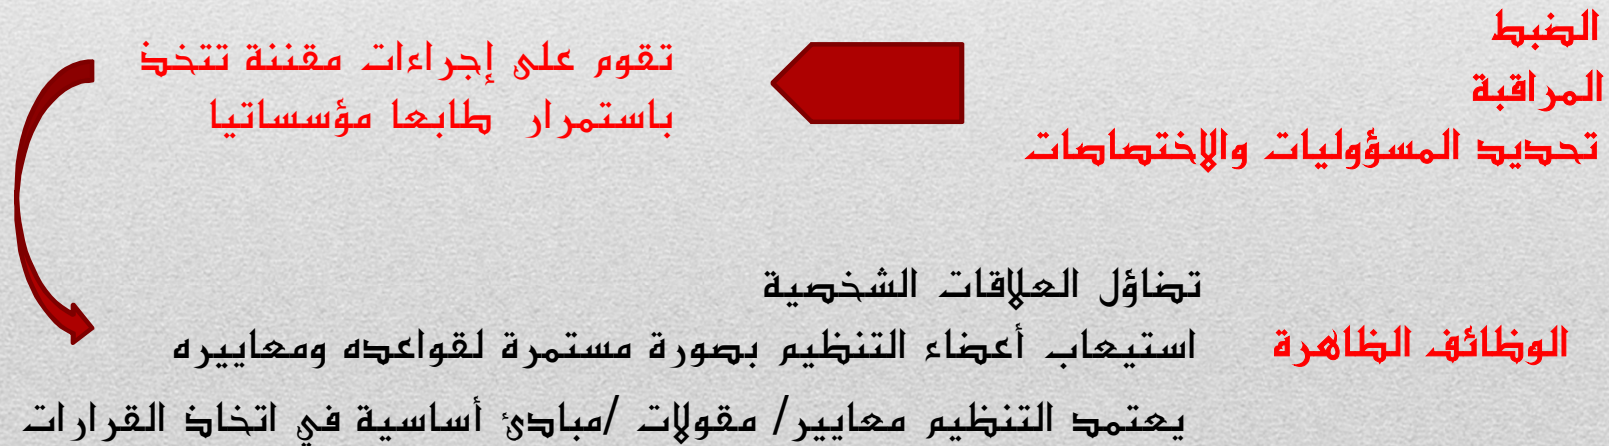 الضبط
المراقبة
تحديد المسؤوليات والاختصاصات
تقوم على إجراءات مقننة تتخذ
باستمرار طابعا مؤسساتيا
الوظائف الظاهرة
تضاؤل العلاقات الشخصية
استيعاب أعضاء التنظيم بصورة مستمرة لقواعده ومعاييره
يعتمد التنظيم معايير/ مقولات /مبادئ أساسية في اتخاذ القرارات